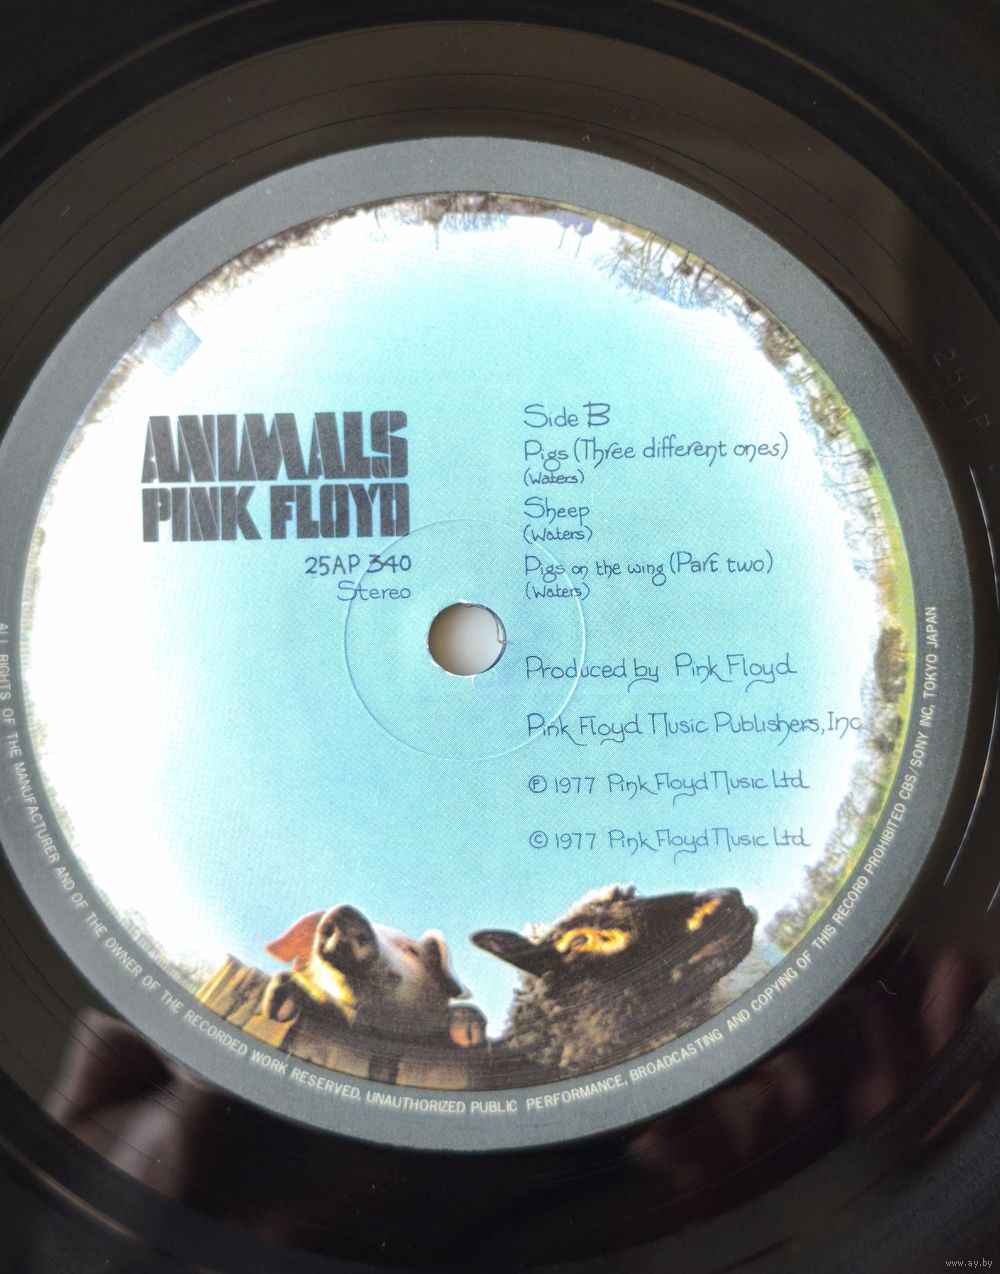 ANIMALS
PINK FLOYD
25AP 340
Stereo
Side B
Pigs (Three different ones)
(Waters)
Sheep
(Waters)
Pigs on the wing (Part two)
(Waters)
Produced by Pink Floyd
Pink Floyd Music Publishers, Inc.
Ⓟ 1977 Pink Floyd Music Ltd.
© 1977 Pink Floyd Music Ltd.
ALL RIGHTS OF THE MANUFACTURER AND OF THE OWNER OF THE RECORDED WORK RESERVED, UNAUTHORIZED PUBLIC PERFORMANCE, BROADCASTING AND COPYING OF THIS RECORD PROHIBITED CBS/SONY INC, TOKYO JAPAN
25AP
www.ay.by